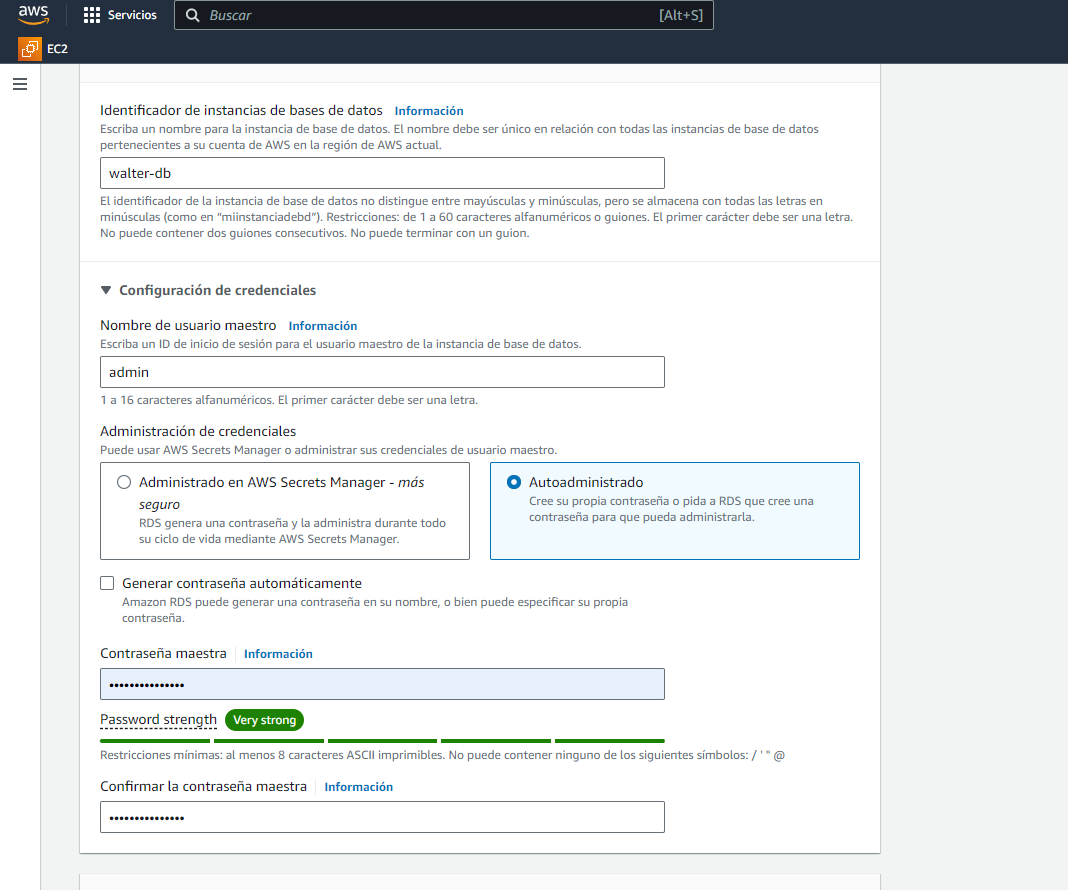 aws
Servicios
Buscar
[Alt+S]
EC2
Identificador de instancias de bases de datos Información
Escriba un nombre para la instancia de base de datos. El nombre debe ser único en relación con todas las instancias de base de datos
pertenecientes a su cuenta de AWS en la región de AWS actual.
walter-db
El identificador de la instancia de base de datos no distingue entre mayúsculas y minúsculas, pero se almacena con todas las letras en
minúsculas (como en “miinstanciadebd”). Restricciones: de 1 a 60 caracteres alfanuméricos o guiones. El primer carácter debe ser una letra.
No puede contener dos guiones consecutivos. No puede terminar con un guion.
Configuración de credenciales
Nombre de usuario maestro Información
Escriba un ID de inicio de sesión para el usuario maestro de la instancia de base de datos.
admin
1 a 16 caracteres alfanuméricos. El primer carácter debe ser una letra.
Administración de credenciales
Puede usar AWS Secrets Manager o administrar sus credenciales de usuario maestro.
Administrado en AWS Secrets Manager - más
seguro
RDS genera una contraseña y la administra durante todo
su ciclo de vida mediante AWS Secrets Manager.
Autoadministrado
Cree su propia contraseña o pida a RDS que cree una
contraseña para que pueda administrarla.
Generar contraseña automáticamente
Amazon RDS puede generar una contraseña en su nombre, o bien puede especificar su propia
contraseña.
Contraseña maestra Información
•••••••••••••••
Password strength Very strong
Restricciones mínimas: al menos 8 caracteres ASCII imprimibles. No puede contener ninguno de los siguientes símbolos: / ' " @
Confirmar la contraseña maestra Información
•••••••••••••••